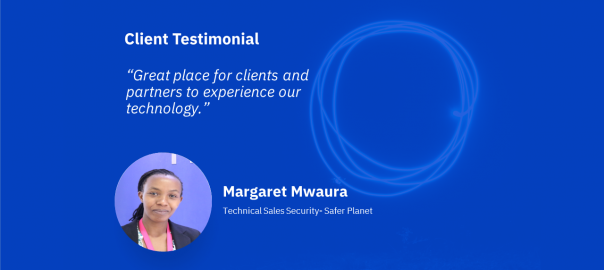 Client Testimonial
“Great place for clients and
partners to experience our
technology.”
Margaret Mwaura
Technical Sales Security- Safer Planet